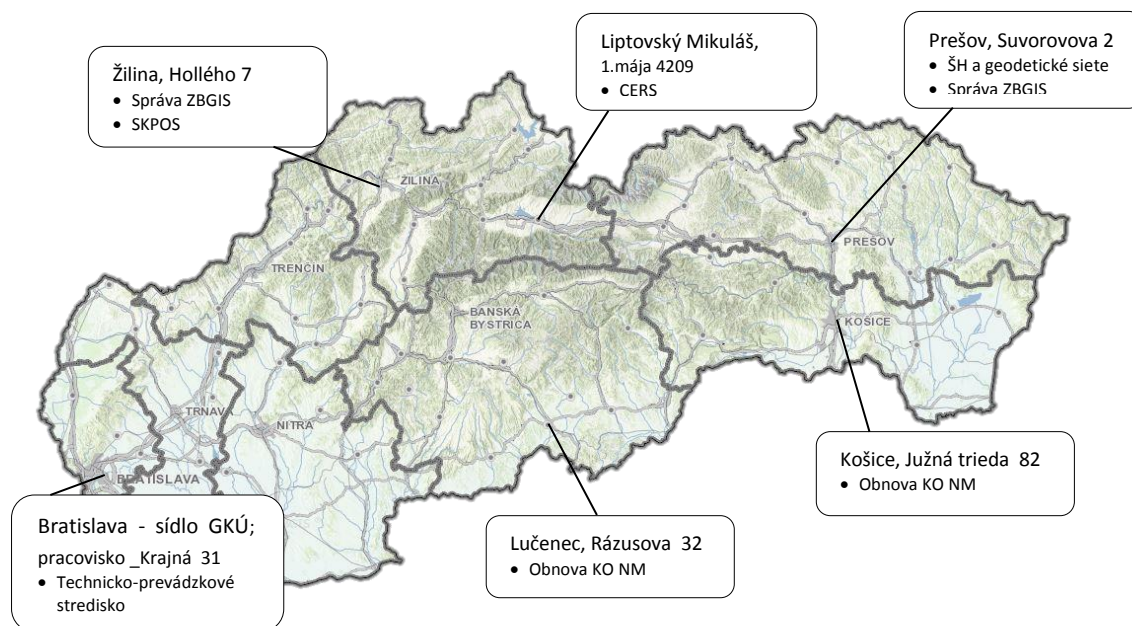 Liptovský Mikuláš,
1.mája 4209
• CERS
Prešov, Suvorovova 2
• ŠH a geodetické siete
• Správa ZBGIS
Žilina, Hollého 7
• Správa ZBGIS
• SKPOS
ŽILINA
PREŠOV
TRENČÍN
BANSKÁ
BYSTRICA
KOŠICE
TRNAVA
NITRA
BRATISLAVA
Košice, Južná trieda 82
• Obnova KO NM
Bratislava - sídlo GKÚ;
pracovisko _Krajná 31
• Technicko-prevádzkové
stredisko
Lučenec, Rázusova 32
• Obnova KO NM